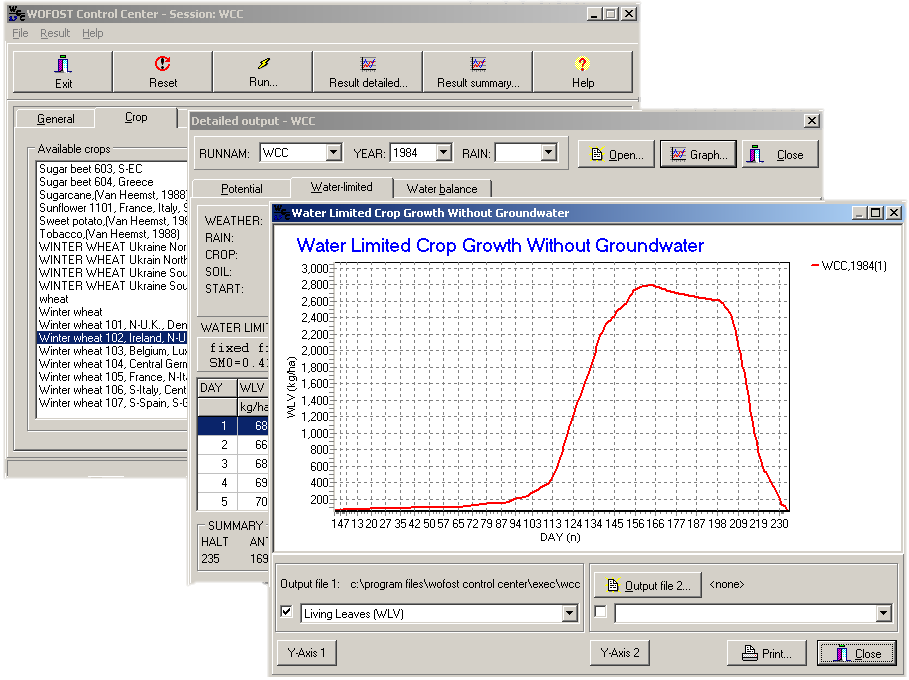 WOFOST Control Center - Session: WCC
File Result Help
Exit Reset Run... Result detailed... Result summary... Help
General Crop
Available crops
Sugar beet 603, S-EC
Sugar beet 604, Greece
Sugarcane,(Van Heemst, 1988)
Sunflower 1101, France, Italy, S
Sweet potato,(Van Heemst, 198
Tobacco,(Van Heemst, 1988)
WINTER WHEAT Ukraine Nor
WINTER WHEAT Ukrain North
WINTER WHEAT Ukraine Sou
WINTER WHEAT Ukraine Sou
wheat
Winter wheat
Winter wheat 101, N-U.K., Den
Winter wheat 102, Ireland, N-U
Winter wheat 103, Belgium, Lux
Winter wheat 104, Central Germ
Winter wheat 105, France, N-Ita
Winter wheat 106, S-Italy, Cent
Winter wheat 107, S-Spain, S-G
Detailed output - WCC
RUNNAM: WCC YEAR: 1984 RAIN: Open... Graph... Close
Potential Water-limited Water balance
WEATHER:
RAIN:
CROP:
SOIL:
START:
WATER LIMIT
fixed f
SM0=0.4
DAY WLV
kg/ha
1 68
2 66
3 68
4 69
5 70
SUMMARY
HALT ANT
235 169
Water Limited Crop Growth Without Groundwater
Water Limited Crop Growth Without Groundwater
WCC,1984(1)
3,000
2,800
2,600
2,400
2,200
2,000
1,800
1,600
1,400
1,200
1,000
800
600
400
200
WLV (kg/ha)
1 4 7 13 20 27 35 42 50 57 65 72 79 87 94 103 113 124 134 145 156 166 177 188 198 209 219 230
DAY (n)
Output file 1: c:\program files\wofost control center\exec\wcc
Output file 2... <none>
Living Leaves (WLV)
Y-Axis 1 Y-Axis 2 Print... Close